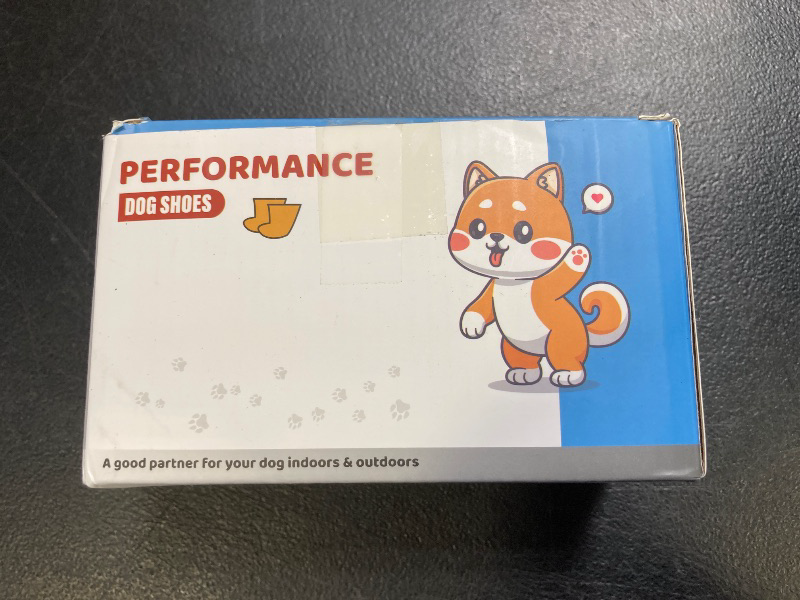 PERFORMANCE
DOG SHOES
A good partner for your dog indoors & outdoors